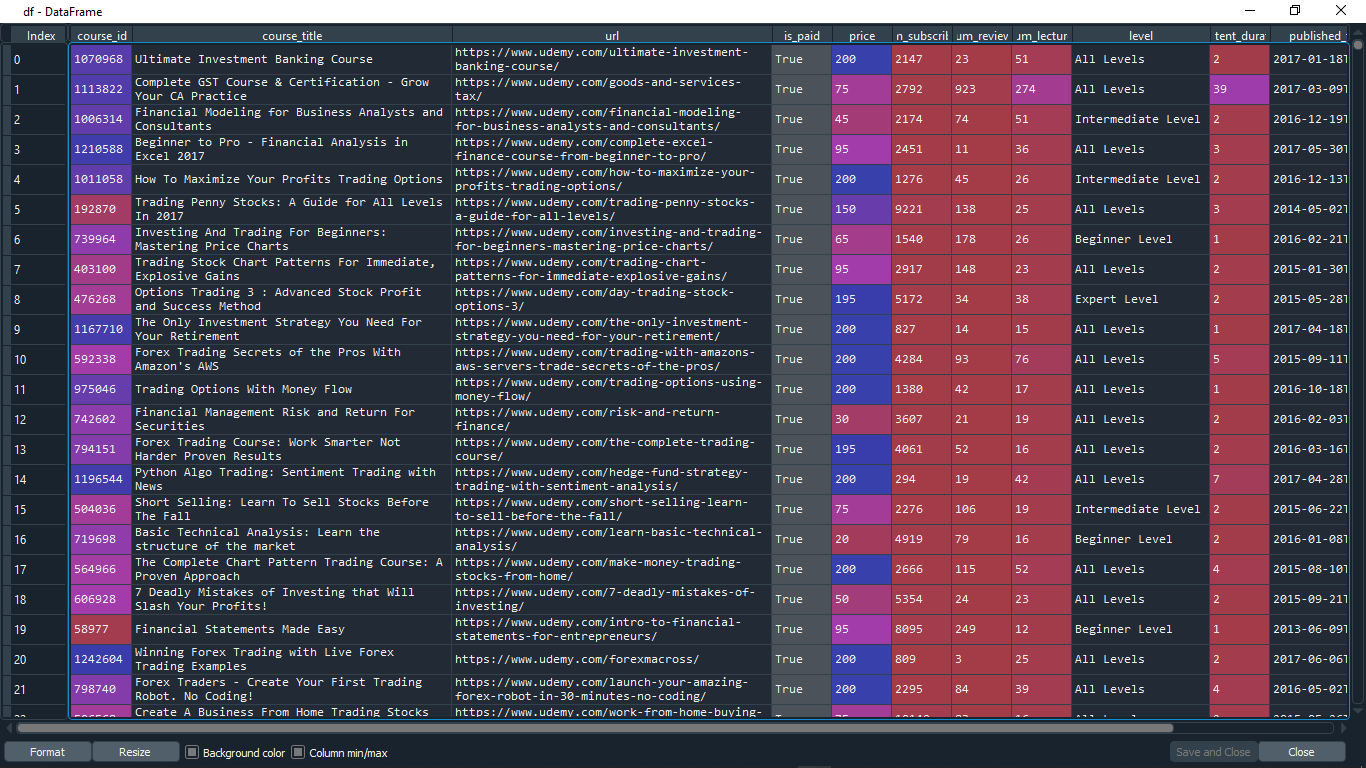 df - DataFrame
Index course_id course_title url is_paid price n_subscril um_review um_lectur level tent_dura published_
0 1070968 Ultimate Investment Banking Course https://www.udemy.com/ultimate-investment-banking-course/ True 200 2147 23 51 All Levels 2 2017-01-18T
1 1113822 Complete GST Course & Certification - Grow Your CA Practice https://www.udemy.com/goods-and-services-tax/ True 75 2792 923 274 All Levels 39 2017-03-09T
2 1006314 Financial Modeling for Business Analysts and Consultants https://www.udemy.com/financial-modeling-for-business-analysts-and-consultants/ True 45 2174 74 51 Intermediate Level 2 2016-12-19T
3 1210588 Beginner to Pro - Financial Analysis in Excel 2017 https://www.udemy.com/complete-excel-finance-course-from-beginner-to-pro/ True 95 2451 11 36 All Levels 3 2017-05-30T
4 1011058 How To Maximize Your Profits Trading Options https://www.udemy.com/how-to-maximize-your-profits-trading-options/ True 200 1276 45 26 Intermediate Level 2 2016-12-13T
5 192870 Trading Penny Stocks: A Guide for All Levels In 2017 https://www.udemy.com/trading-penny-stocks-a-guide-for-all-levels/ True 150 9221 138 25 All Levels 3 2014-05-02T
6 739964 Investing And Trading For Beginners: Mastering Price Charts https://www.udemy.com/investing-and-trading-for-beginners-mastering-price-charts/ True 65 1540 178 26 Beginner Level 1 2016-02-21T
7 403100 Trading Stock Chart Patterns For Immediate, Explosive Gains https://www.udemy.com/trading-chart-patterns-for-immediate-explosive-gains/ True 95 2917 148 23 All Levels 2 2015-01-30T
8 476268 Options Trading 3 : Advanced Stock Profit and Success Method https://www.udemy.com/day-trading-stock-options-3/ True 195 5172 34 38 Expert Level 2 2015-05-28T
9 1167710 The Only Investment Strategy You Need For Your Retirement https://www.udemy.com/the-only-investment-strategy-you-need-for-your-retirement/ True 200 827 14 15 All Levels 1 2017-04-18T
10 592338 Forex Trading Secrets of the Pros With Amazon's AWS https://www.udemy.com/trading-with-amazons-aws-servers-trade-secrets-of-the-pros/ True 200 4284 93 76 All Levels 5 2015-09-11T
11 975046 Trading Options With Money Flow https://www.udemy.com/trading-options-using-money-flow/ True 200 1380 42 17 All Levels 1 2016-10-18T
12 742602 Financial Management Risk and Return For Securities https://www.udemy.com/risk-and-return-finance/ True 30 3607 21 19 All Levels 2 2016-02-03T
13 794151 Forex Trading Course: Work Smarter Not Harder Proven Results https://www.udemy.com/the-complete-trading-course/ True 195 4061 52 16 All Levels 2 2016-03-16T
14 1196544 Python Algo Trading: Sentiment Trading with News https://www.udemy.com/hedge-fund-strategy-trading-with-sentiment-analysis/ True 200 294 19 42 All Levels 7 2017-04-28T
15 504036 Short Selling: Learn To Sell Stocks Before The Fall https://www.udemy.com/short-selling-learn-to-sell-before-the-fall/ True 75 2276 106 19 Intermediate Level 2 2015-06-22T
16 719698 Basic Technical Analysis: Learn the structure of the market https://www.udemy.com/learn-basic-technical-analysis/ True 20 4919 79 16 Beginner Level 2 2016-01-08T
17 564966 The Complete Chart Pattern Trading Course: A Proven Approach https://www.udemy.com/make-money-trading-stocks-from-home/ True 200 2666 115 52 All Levels 4 2015-08-10T
18 606928 7 Deadly Mistakes of Investing that Will Slash Your Profits! https://www.udemy.com/7-deadly-mistakes-of-investing/ True 50 5354 24 23 All Levels 2 2015-09-21T
19 58977 Financial Statements Made Easy https://www.udemy.com/intro-to-financial-statements-for-entrepreneurs/ True 95 8095 249 12 Beginner Level 1 2013-06-09T
20 1242604 Winning Forex Trading with Live Forex Trading Examples https://www.udemy.com/forexmacross/ True 200 809 3 25 All Levels 2 2017-06-06T
21 798740 Forex Traders - Create Your First Trading Robot. No Coding! https://www.udemy.com/launch-your-amazing-forex-robot-in-30-minutes-no-coding/ True 200 2295 84 39 All Levels 4 2016-05-02T
Create A Business From Home Trading Stocks https://www.udemy.com/work-from-home-buying-
Format Resize Background color Column min/max Save and Close Close